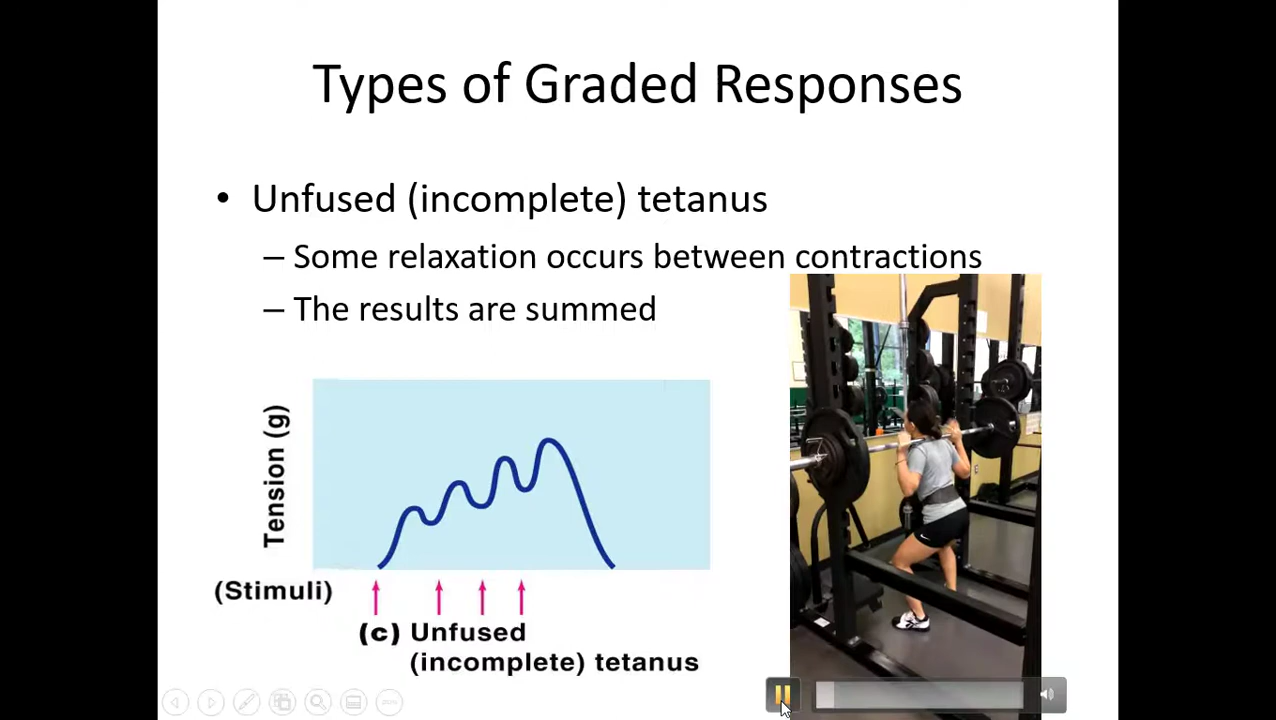 Types of Graded Responses
• Unfused (incomplete) tetanus
– Some relaxation occurs between contractions
– The results are summed
Tension (g)
(Stimuli)
(c) Unfused
(incomplete) tetanus